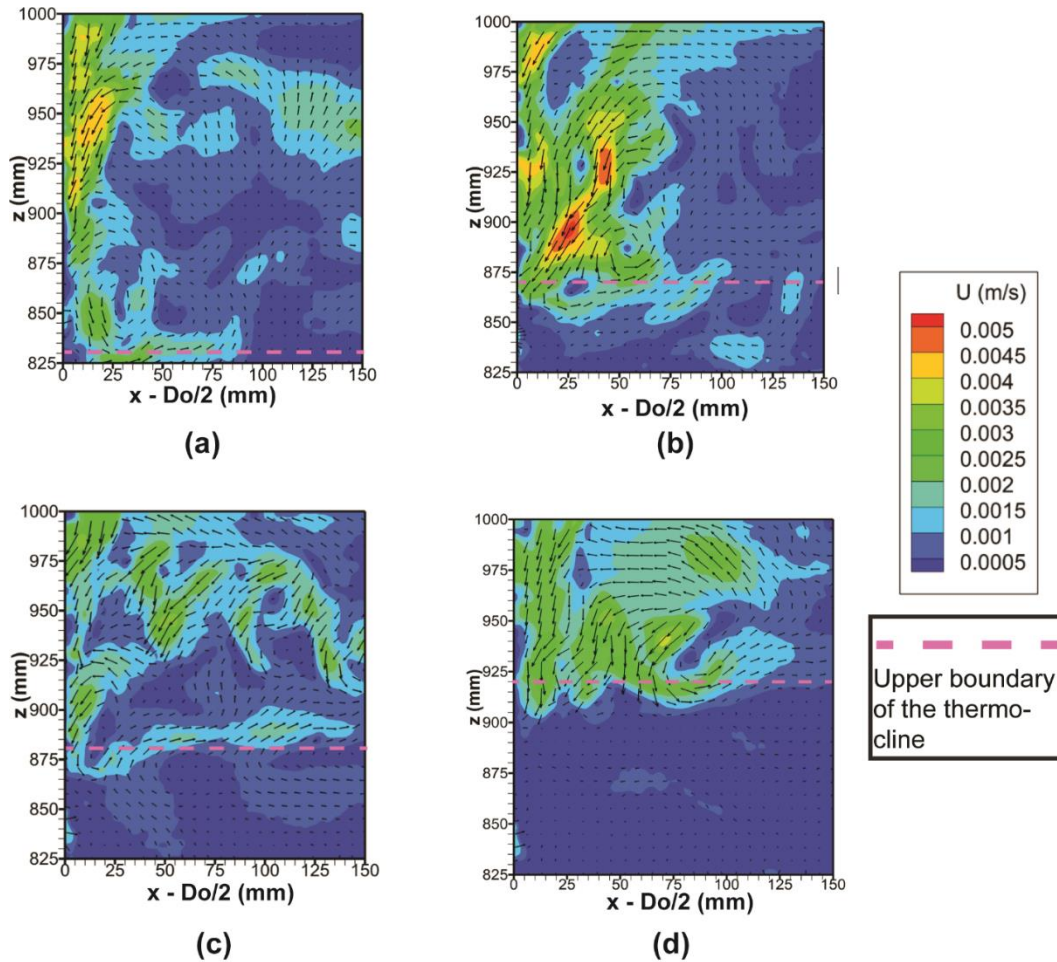 1000
975
950
925
900
875
850
825
z (mm)
0 25 50 75 100 125 150
x - Do/2 (mm)
(a)
1000
975
950
925
900
875
850
825
z (mm)
0 25 50 75 100 125 150
x - Do/2 (mm)
(b)
U (m/s)
0.005
0.0045
0.004
0.0035
0.003
0.0025
0.002
0.0015
0.001
0.0005
Upper boundary
of the thermo-
cline
1000
975
950
925
900
875
850
825
z (mm)
0 25 50 75 100 125 150
x - Do/2 (mm)
(c)
1000
975
950
925
900
875
850
825
z (mm)
0 25 50 75 100 125 150
x - Do/2 (mm)
(d)